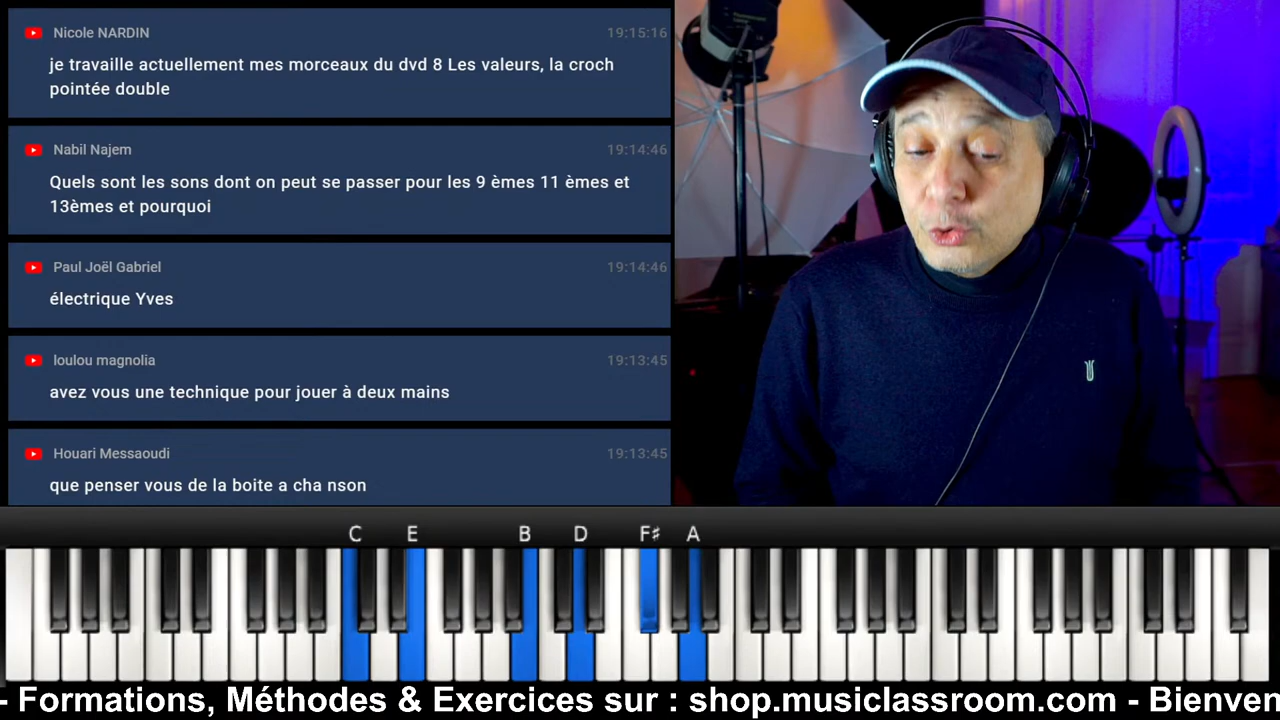 Nicole NARDIN 19:15:16
je travaille actuellement mes morceaux du dvd 8 Les valeurs, la croch
pointée double
Nabil Najem 19:14:46
Quels sont les sons dont on peut se passer pour les 9 èmes 11 èmes et
13èmes et pourquoi
Paul Joël Gabriel 19:14:46
électrique Yves
loulou magnolia 19:13:45
avez vous une technique pour jouer à deux mains
Houari Messaoudi 19:13:45
que penser vous de la boite a cha nson
C E B D F♯ A
- Formations, Méthodes & Exercices sur : shop.musiclassroom.com - Bienven